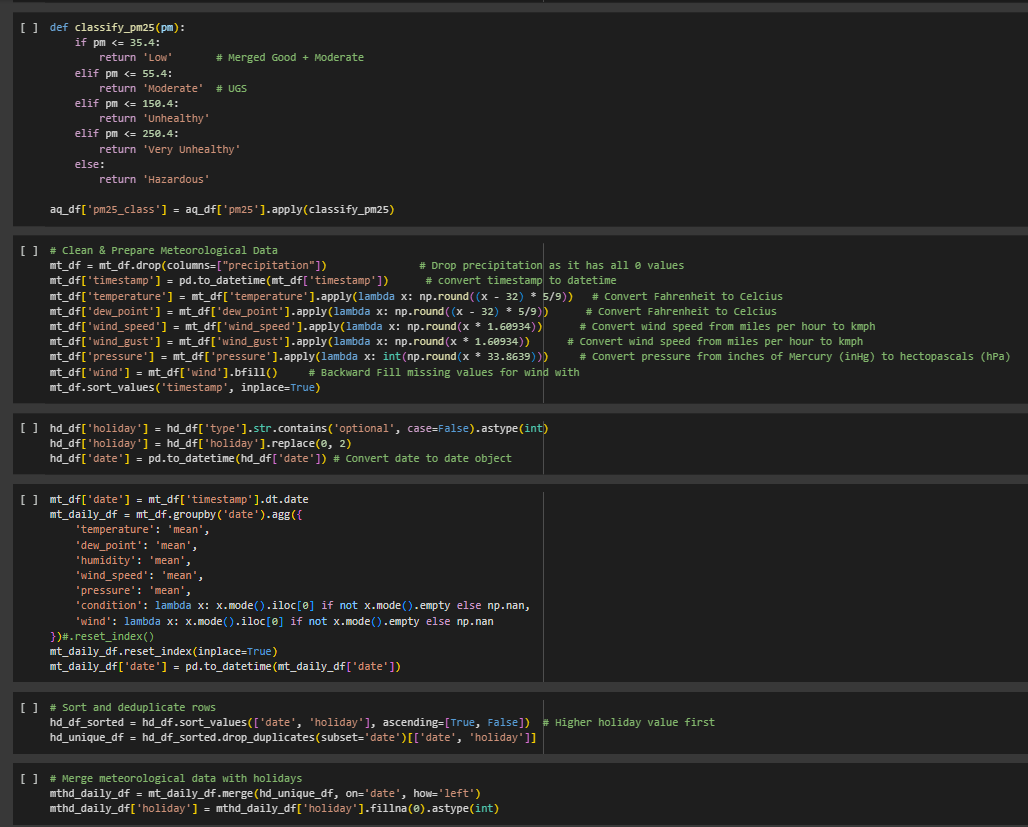 [ ] def classify_pm25(pm):
    if pm <= 35.4:
        return 'Low'       # Merged Good + Moderate
    elif pm <= 55.4:
        return 'Moderate'  # UGS
    elif pm <= 150.4:
        return 'Unhealthy'
    elif pm <= 250.4:
        return 'Very Unhealthy'
    else:
        return 'Hazardous'

aq_df['pm25_class'] = aq_df['pm25'].apply(classify_pm25)

[ ] # Clean & Prepare Meteorological Data
mt_df = mt_df.drop(columns=["precipitation"])               # Drop precipitation as it has all 0 values
mt_df['timestamp'] = pd.to_datetime(mt_df['timestamp'])      # convert timestamp to datetime
mt_df['temperature'] = mt_df['temperature'].apply(lambda x: np.round((x - 32) * 5/9))   # Convert Fahrenheit to Celcius
mt_df['dew_point'] = mt_df['dew_point'].apply(lambda x: np.round((x - 32) * 5/9))      # Convert Fahrenheit to Celcius
mt_df['wind_speed'] = mt_df['wind_speed'].apply(lambda x: np.round(x * 1.60934))      # Convert wind speed from miles per hour to kmph
mt_df['wind_gust'] = mt_df['wind_gust'].apply(lambda x: np.round(x * 1.60934))      # Convert wind speed from miles per hour to kmph
mt_df['pressure'] = mt_df['pressure'].apply(lambda x: int(np.round(x * 33.8639)))     # Convert pressure from inches of Mercury (inHg) to hectopascals (hPa)
mt_df['wind'] = mt_df['wind'].bfill()     # Backward Fill missing values for wind with
mt_df.sort_values('timestamp', inplace=True)

[ ] hd_df['holiday'] = hd_df['type'].str.contains('optional', case=False).astype(int)
hd_df['holiday'] = hd_df['holiday'].replace(0, 2)
hd_df['date'] = pd.to_datetime(hd_df['date']) # Convert date to date object

[ ] mt_df['date'] = mt_df['timestamp'].dt.date
mt_daily_df = mt_df.groupby('date').agg({
    'temperature': 'mean',
    'dew_point': 'mean',
    'humidity': 'mean',
    'wind_speed': 'mean',
    'pressure': 'mean',
    'condition': lambda x: x.mode().iloc[0] if not x.mode().empty else np.nan,
    'wind': lambda x: x.mode().iloc[0] if not x.mode().empty else np.nan
})#.reset_index()
mt_daily_df.reset_index(inplace=True)
mt_daily_df['date'] = pd.to_datetime(mt_daily_df['date'])

[ ] # Sort and deduplicate rows
hd_df_sorted = hd_df.sort_values(['date', 'holiday'], ascending=[True, False])  # Higher holiday value first
hd_unique_df = hd_df_sorted.drop_duplicates(subset='date')[['date', 'holiday']]

[ ] # Merge meteorological data with holidays
mthd_daily_df = mt_daily_df.merge(hd_unique_df, on='date', how='left')
mthd_daily_df['holiday'] = mthd_daily_df['holiday'].fillna(0).astype(int)